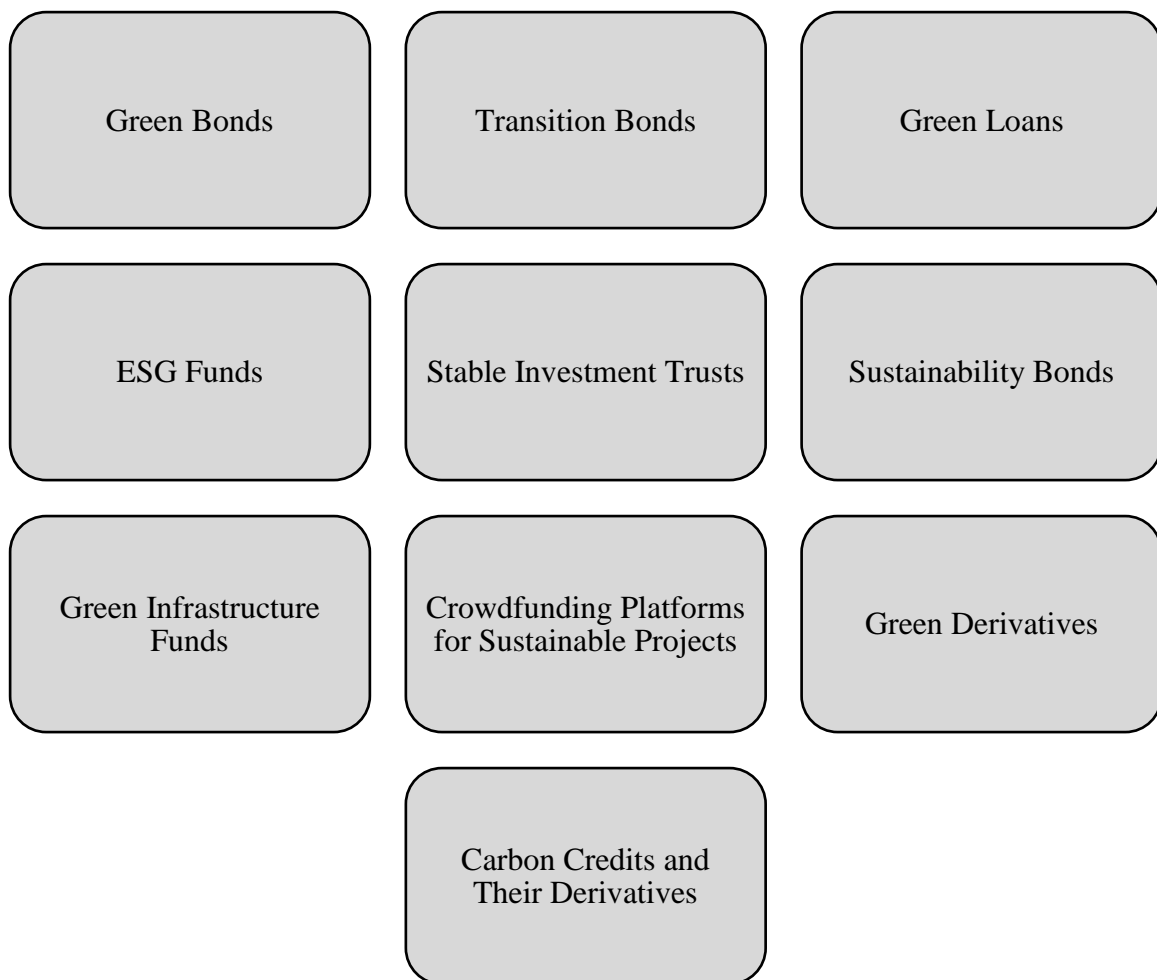 Green Bonds
Transition Bonds
Green Loans
ESG Funds
Stable Investment Trusts
Sustainability Bonds
Green Infrastructure
Funds
Crowdfunding Platforms
for Sustainable Projects
Green Derivatives
Carbon Credits and
Their Derivatives